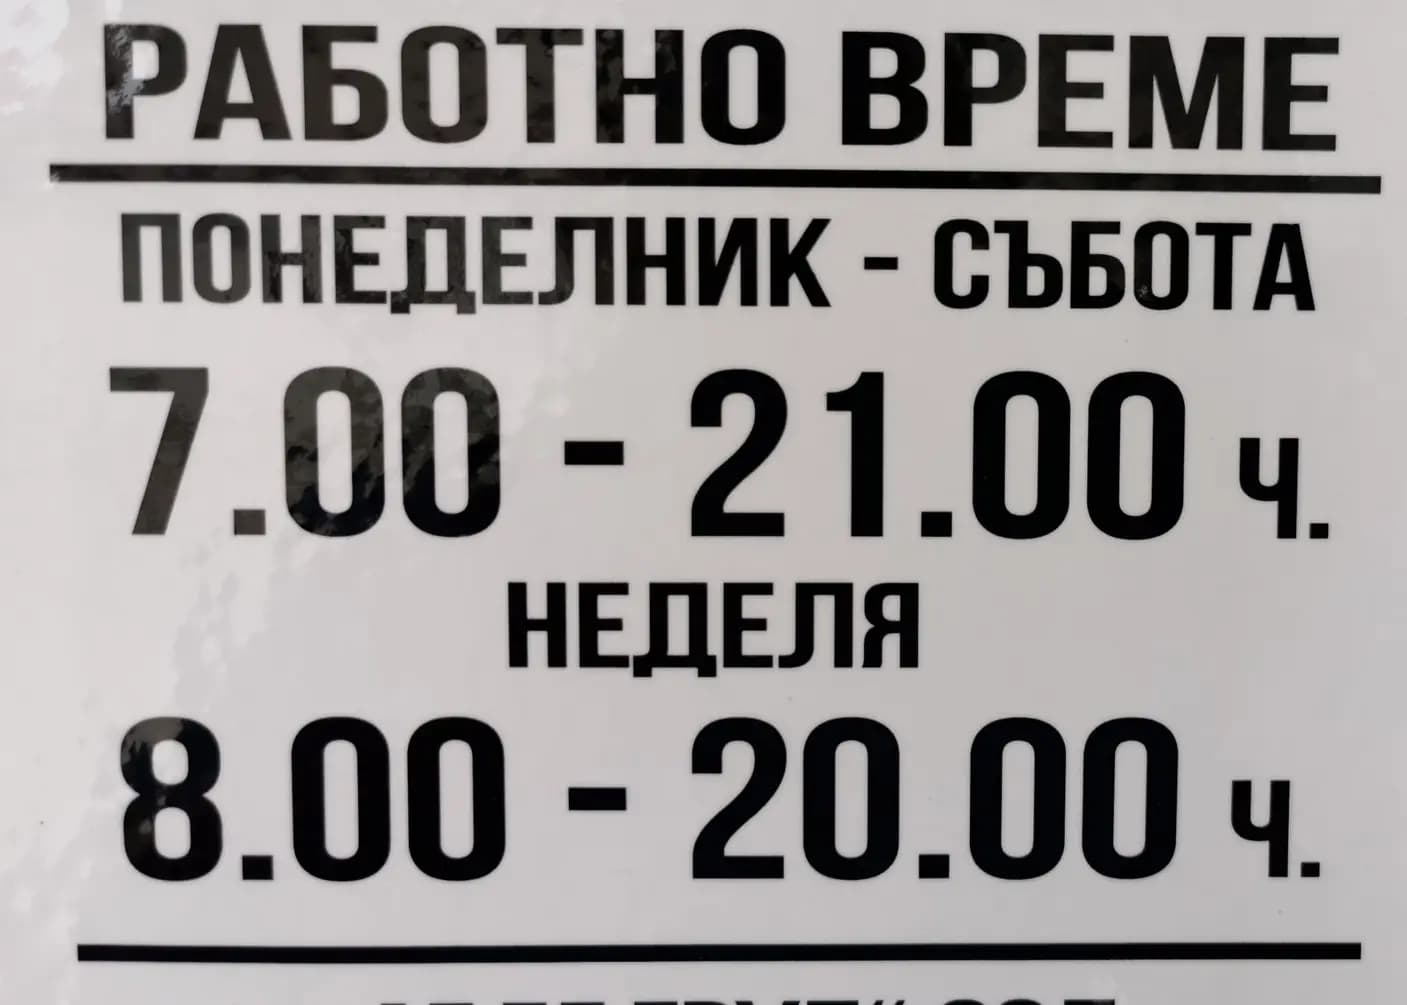 РАБОТНО ВРЕМЕ
ПОНЕДЕЛНИК - СЪБОТА
7.00 - 21.00 ч.
НЕДЕЛЯ
8.00 - 20.00 ч.